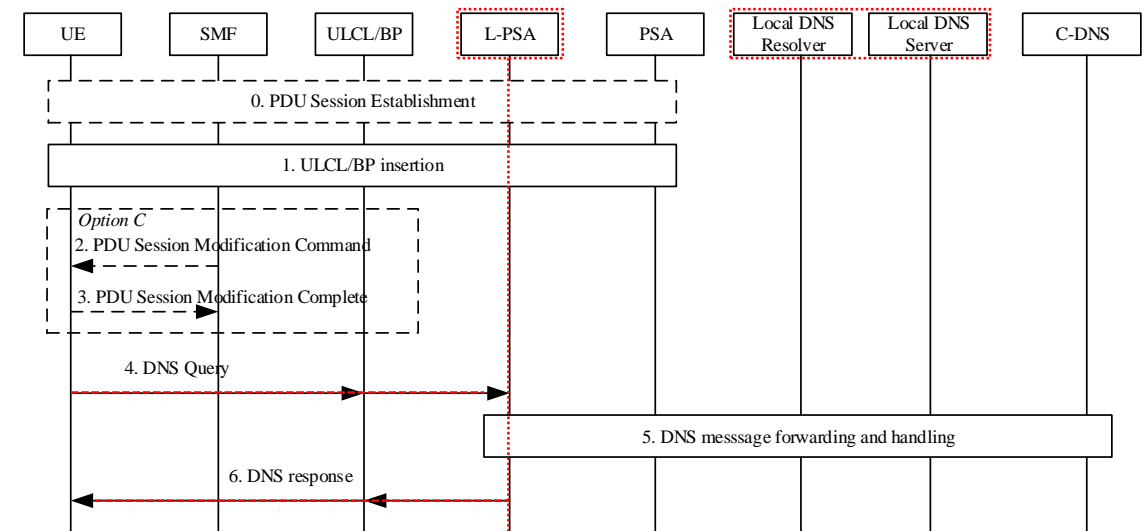 UE
SMF
ULCL/BP
L-PSA
PSA
Local DNS
Resolver
Local DNS
Server
C-DNS
0. PDU Session Establishment
1. ULCL/BP insertion
Option C
2. PDU Session Modification Command
3. PDU Session Modification Complete
4. DNS Query
5. DNS messsage forwarding and handling
6. DNS response